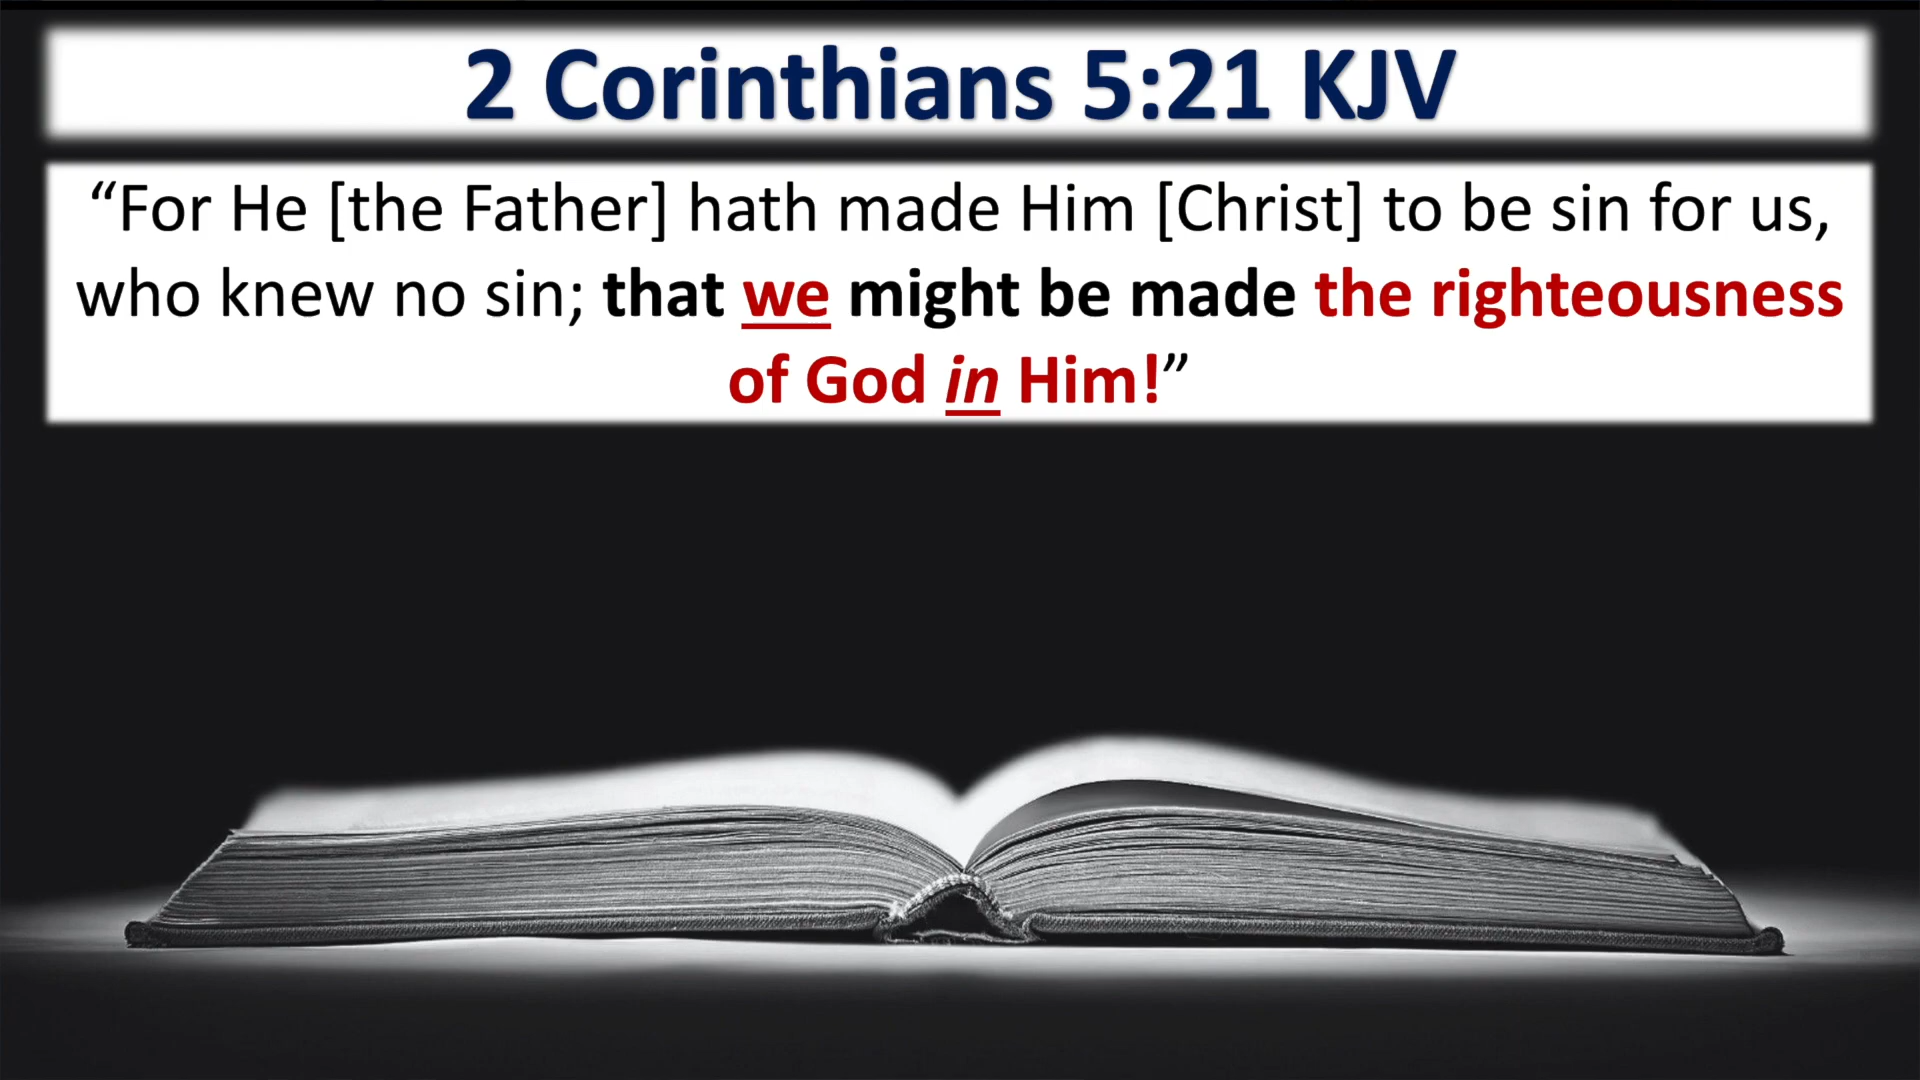 2 Corinthians 5:21 KJV
“For He [the Father] hath made Him [Christ] to be sin for us,
who knew no sin; that we might be made the righteousness
of God in Him!”